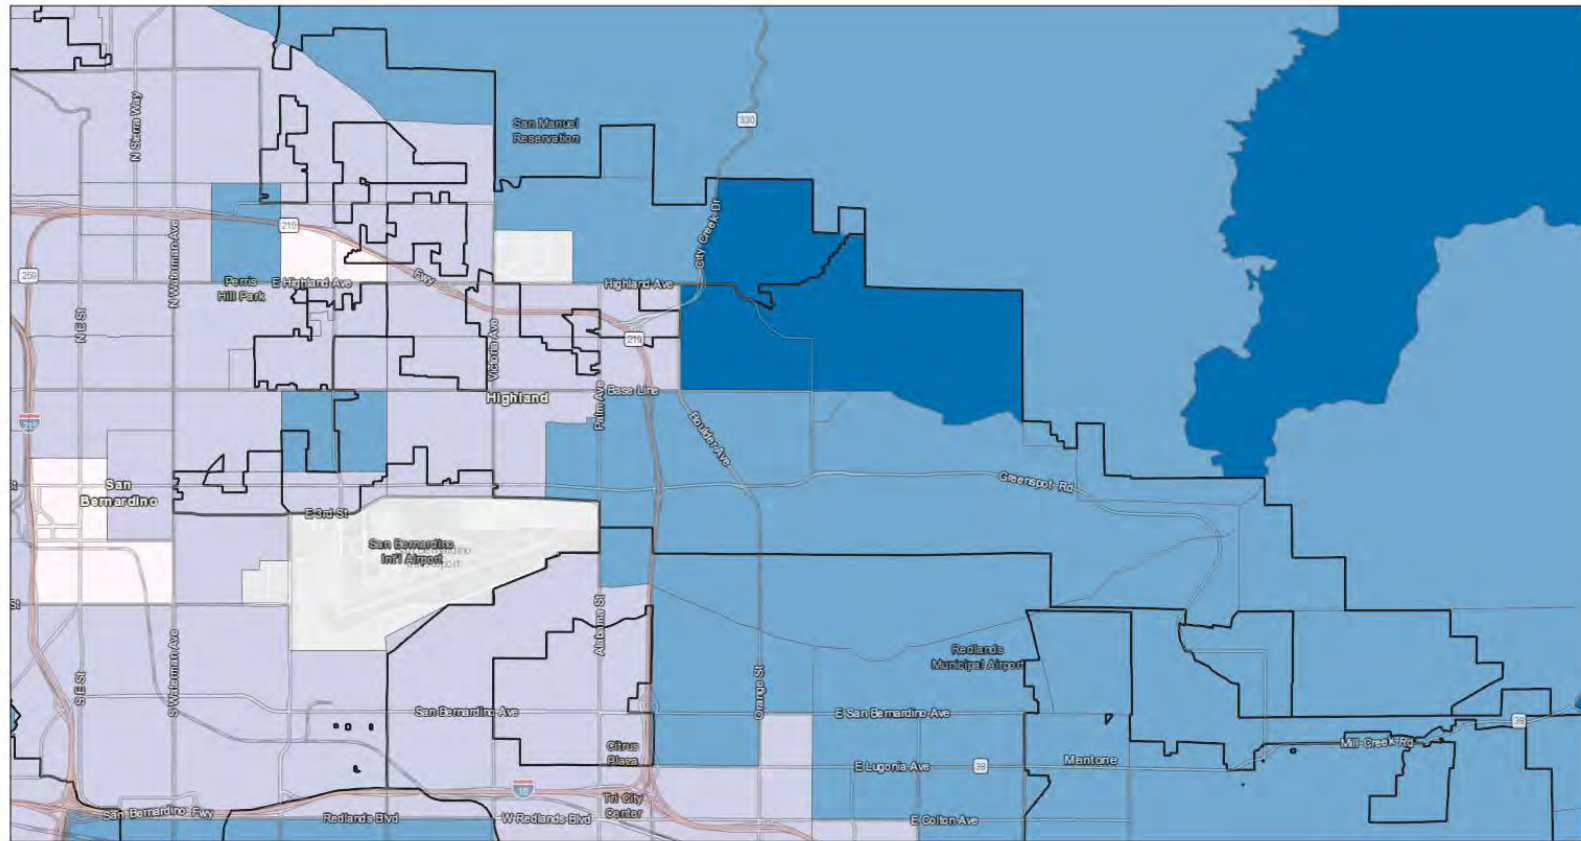 San Manuel
Reservation
330
N Sierra Way
N Waterman Ave
City Creek Dr
210
259
Perris
Hill Park
E Highland Ave
Fwy
Highland Ave
N E St
Victoria Ave
210
Highland
Base Line
Palm Ave
Boulder Ave
215
San
Bernardino
Greenspot Rd
E 3rd St
San Bernardino
Int'l Airport
St
St
Alabama St
Redlands
Municipal Airport
S E St
S Waterman Ave
Orange St
San Bernardino Ave
E San Bernardino Ave
38
Mill Creek Rd
Citrus
Plaza
E Lugonia Ave
38
Mentone
10
Tri City
Center
San Bernardino Fwy
Redlands Blvd
W Redlands Blvd
E Colton Ave